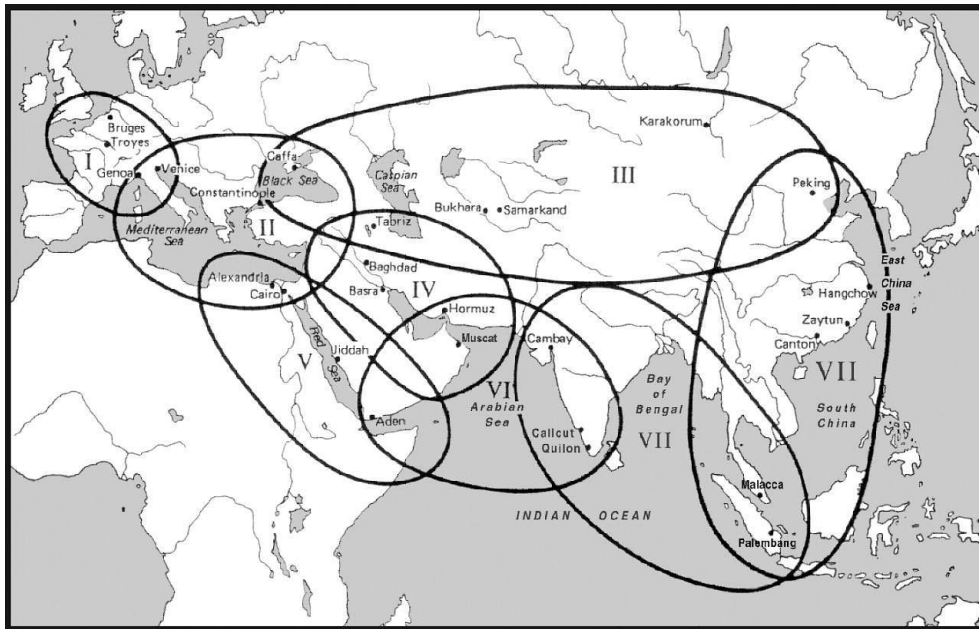 Karakorum
Bruges
Troyes
I
Genoa
Venice
Caffa
Black Sea
Constantinople
Caspian
Sea
III
Peking
Bukhara
Samarkand
Mediterranean
Sea
II
Tabriz
Baghdad
Basra
IV
Hormuz
Alexandria
Cairo
East
China
Sea
Hangchow
Zaytun
Canton
Red
Sea
Jiddah
V
Muscat
Cambay
VI
Arabian
Sea
Bay
of
Bengal
VII
VII
South
China
Aden
Callcut
Quilon
Malacca
Palembang
INDIAN OCEAN